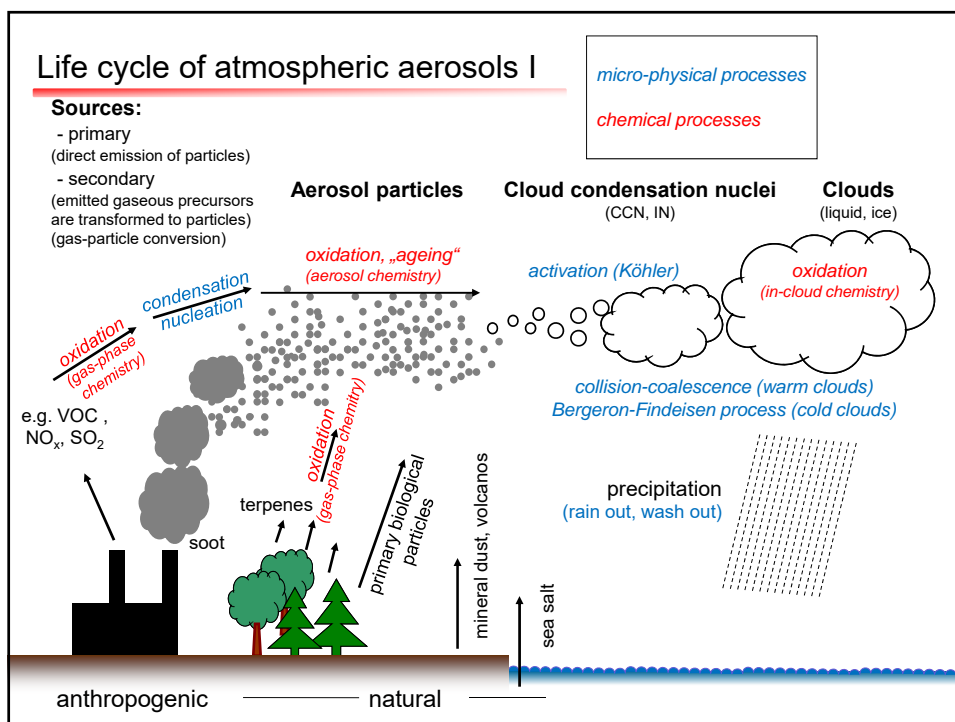 Life cycle of atmospheric aerosols I
micro-physical processes
chemical processes
Sources:
- primary
(direct emission of particles)
- secondary
(emitted gaseous precursors
are transformed to particles)
(gas-particle conversion)
Aerosol particles
Cloud condensation nuclei
(CCN, IN)
Clouds
(liquid, ice)
oxidation, „ageing“
(aerosol chemistry)
activation (Köhler)
oxidation
(in-cloud chemistry)
condensation
nucleation
oxidation
(gas-phase
chemistry)
e.g. VOC ,
NOx, SO2
collision-coalescence (warm clouds)
Bergeron-Findeisen process (cold clouds)
oxidation
(gas-phase chemitry)
terpenes
primary biological
particles
precipitation
(rain out, wash out)
soot
mineral dust, volcanos
sea salt
anthropogenic
natural